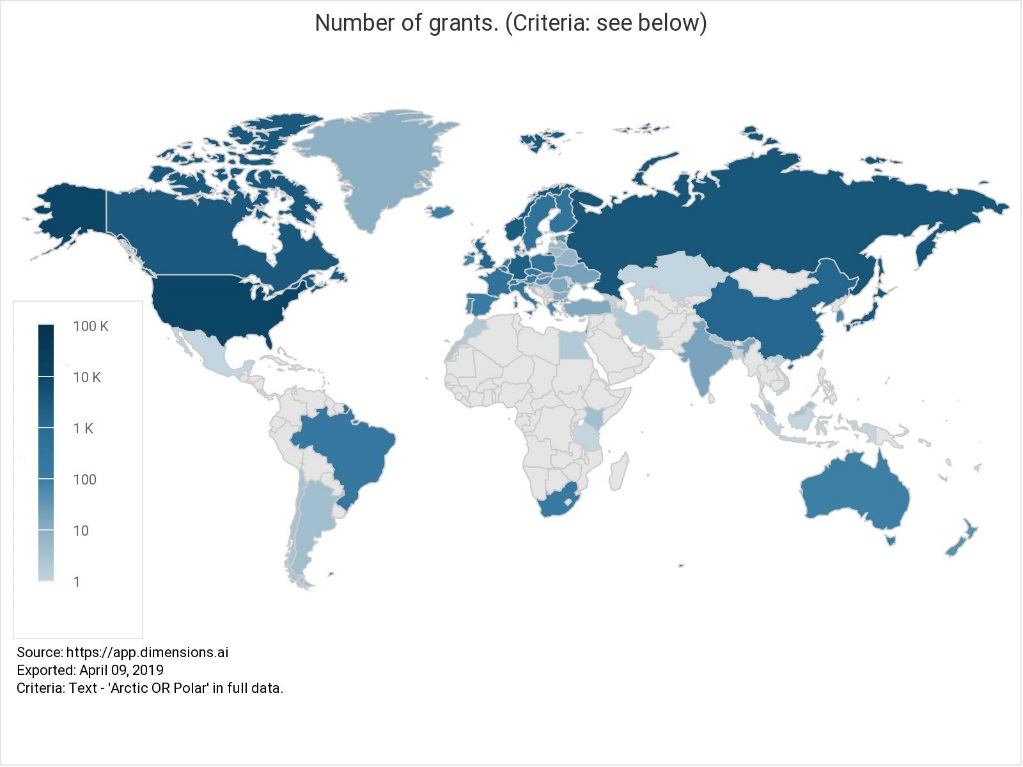 Number of grants. (Criteria: see below)
100 K
10 K
1 K
100
10
1
Source: https://app.dimensions.ai
Exported: April 09, 2019
Criteria: Text - 'Arctic OR Polar' in full data.